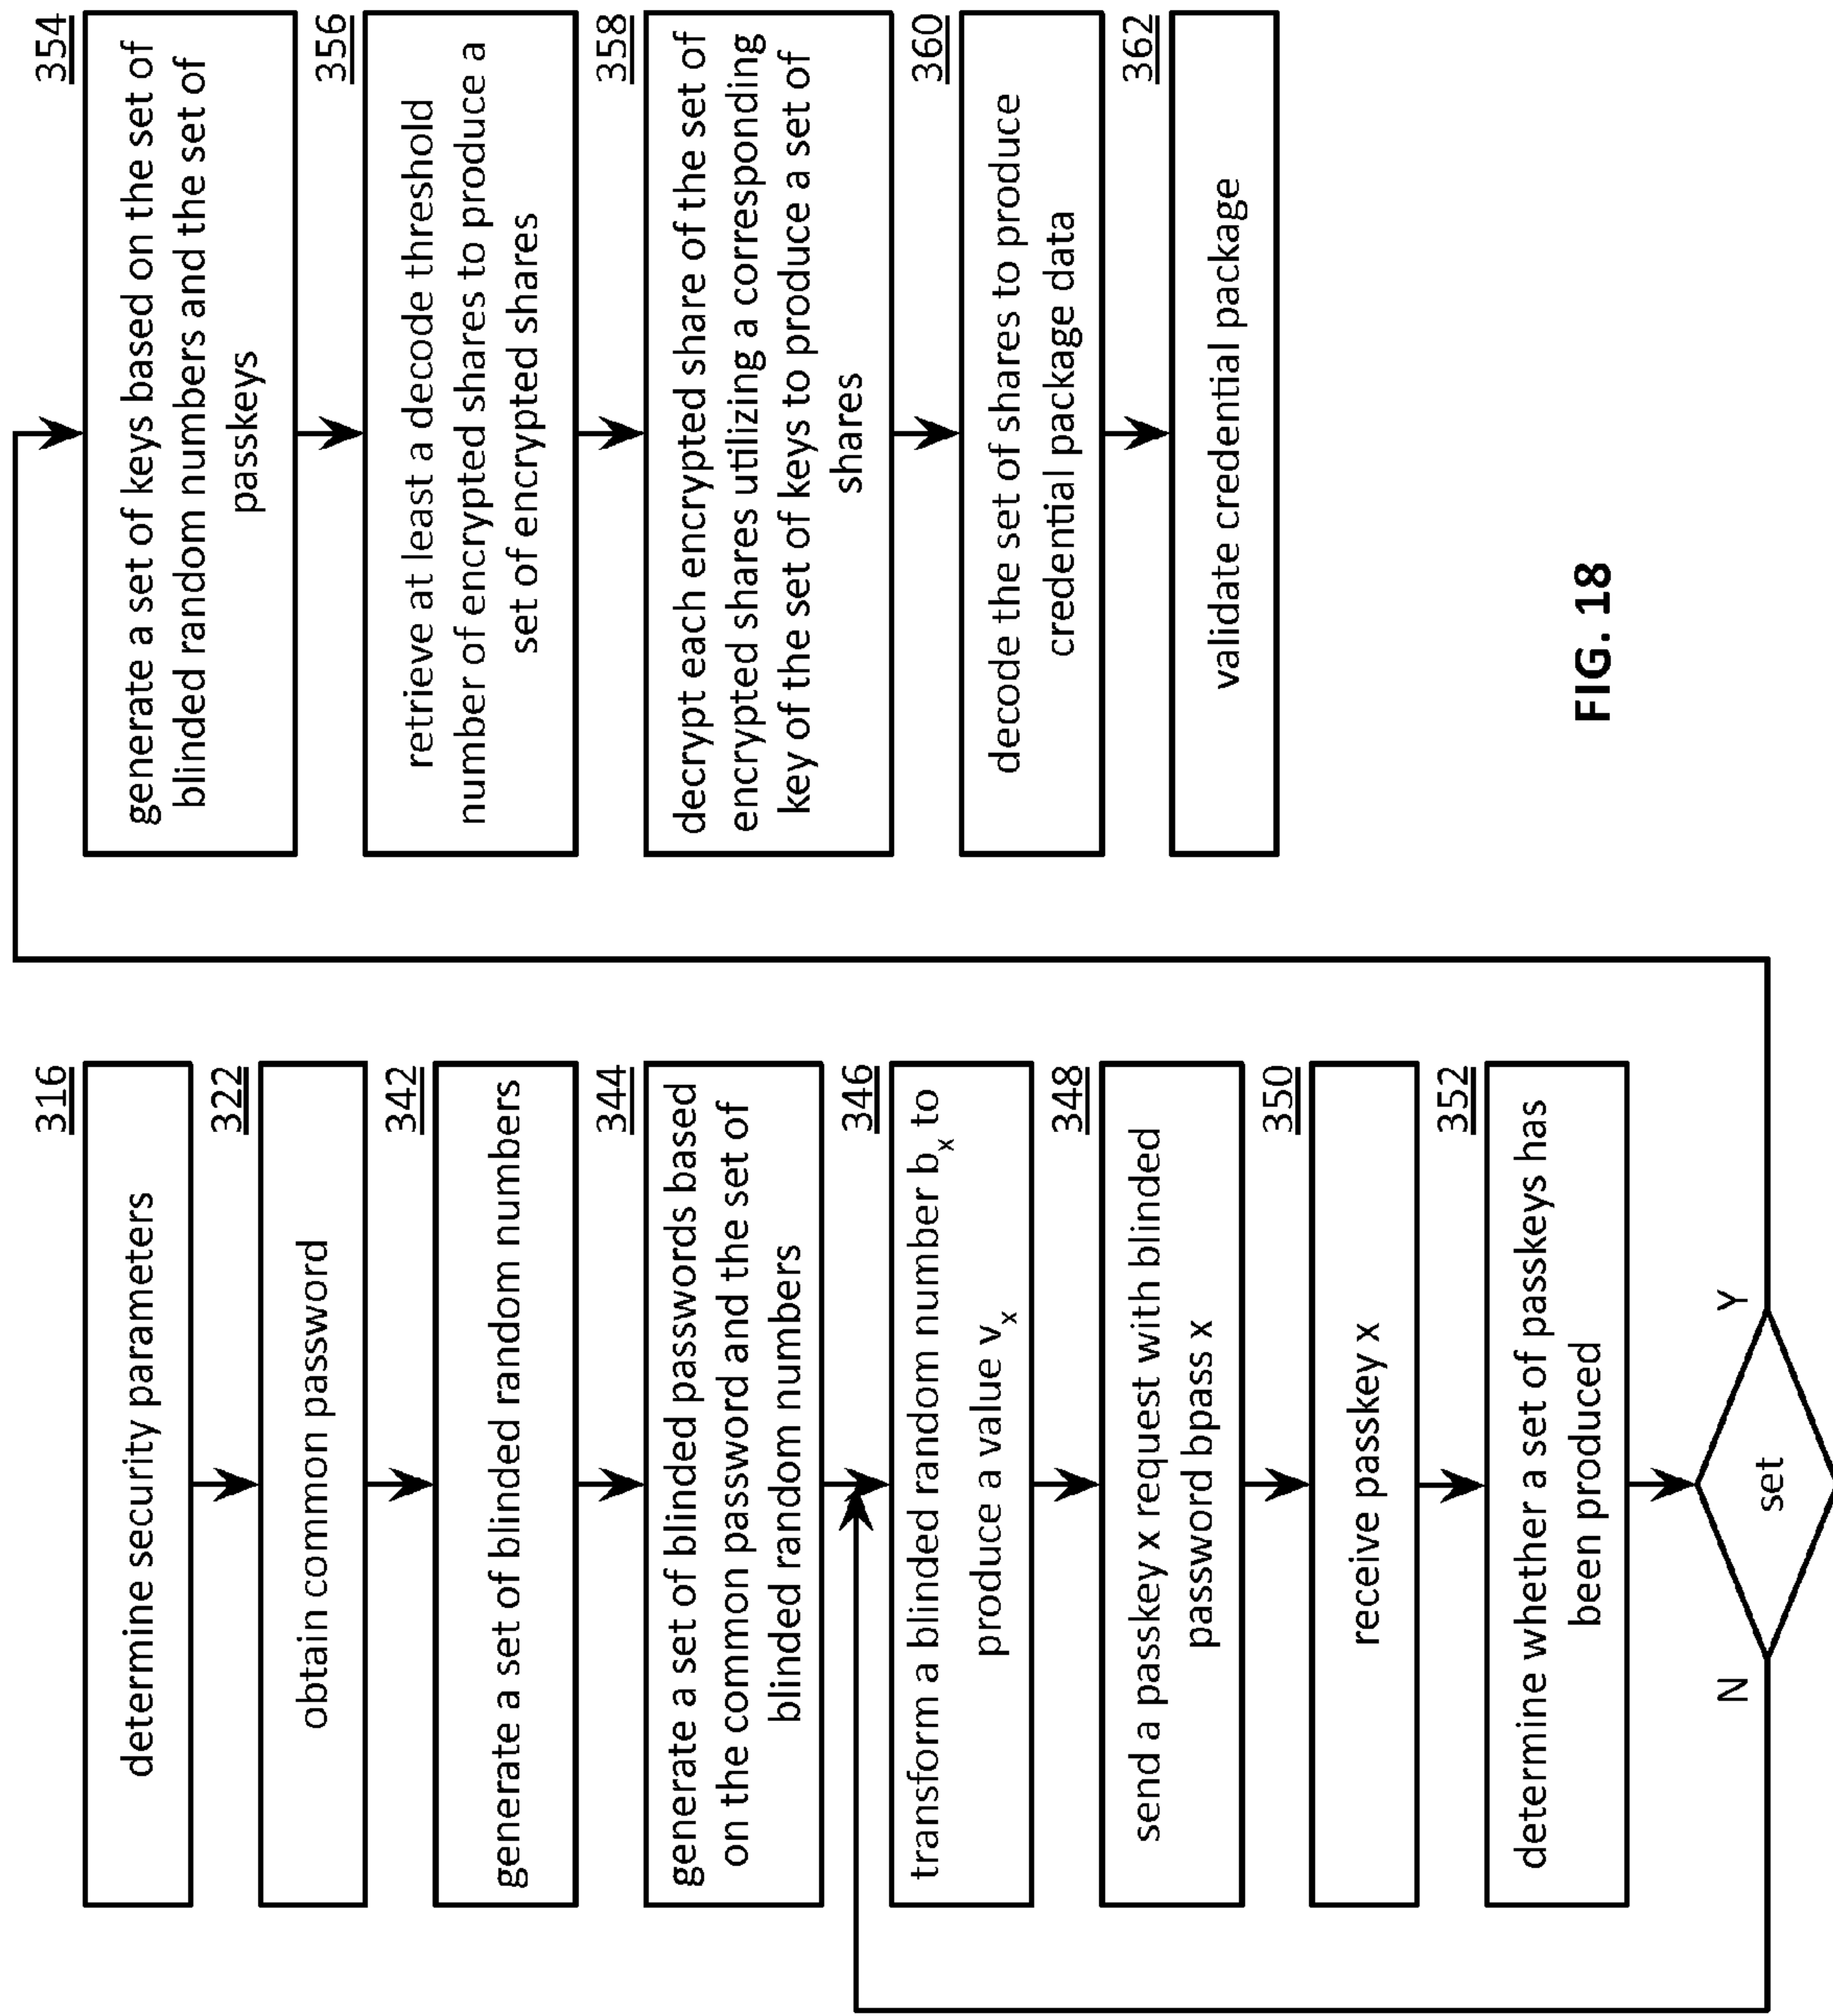 316
determine security parameters
322
obtain common password
342
generate a set of blinded random numbers
344
generate a set of blinded passwords based
on the common password and the set of
blinded random numbers
346
transform a blinded random number bx to
produce a value vx
348
send a passkey x request with blinded
password bpass x
350
receive passkey x
352
determine whether a set of passkeys has
been produced
set
N
Y
354
generate a set of keys based on the set of
blinded random numbers and the set of
passkeys
356
retrieve at least a decode threshold
number of encrypted shares to produce a
set of encrypted shares
358
decrypt each encrypted share of the set of
encrypted shares utilizing a corresponding
key of the set of keys to produce a set of
shares
360
decode the set of shares to produce
credential package data
362
validate credential package
FIG. 18